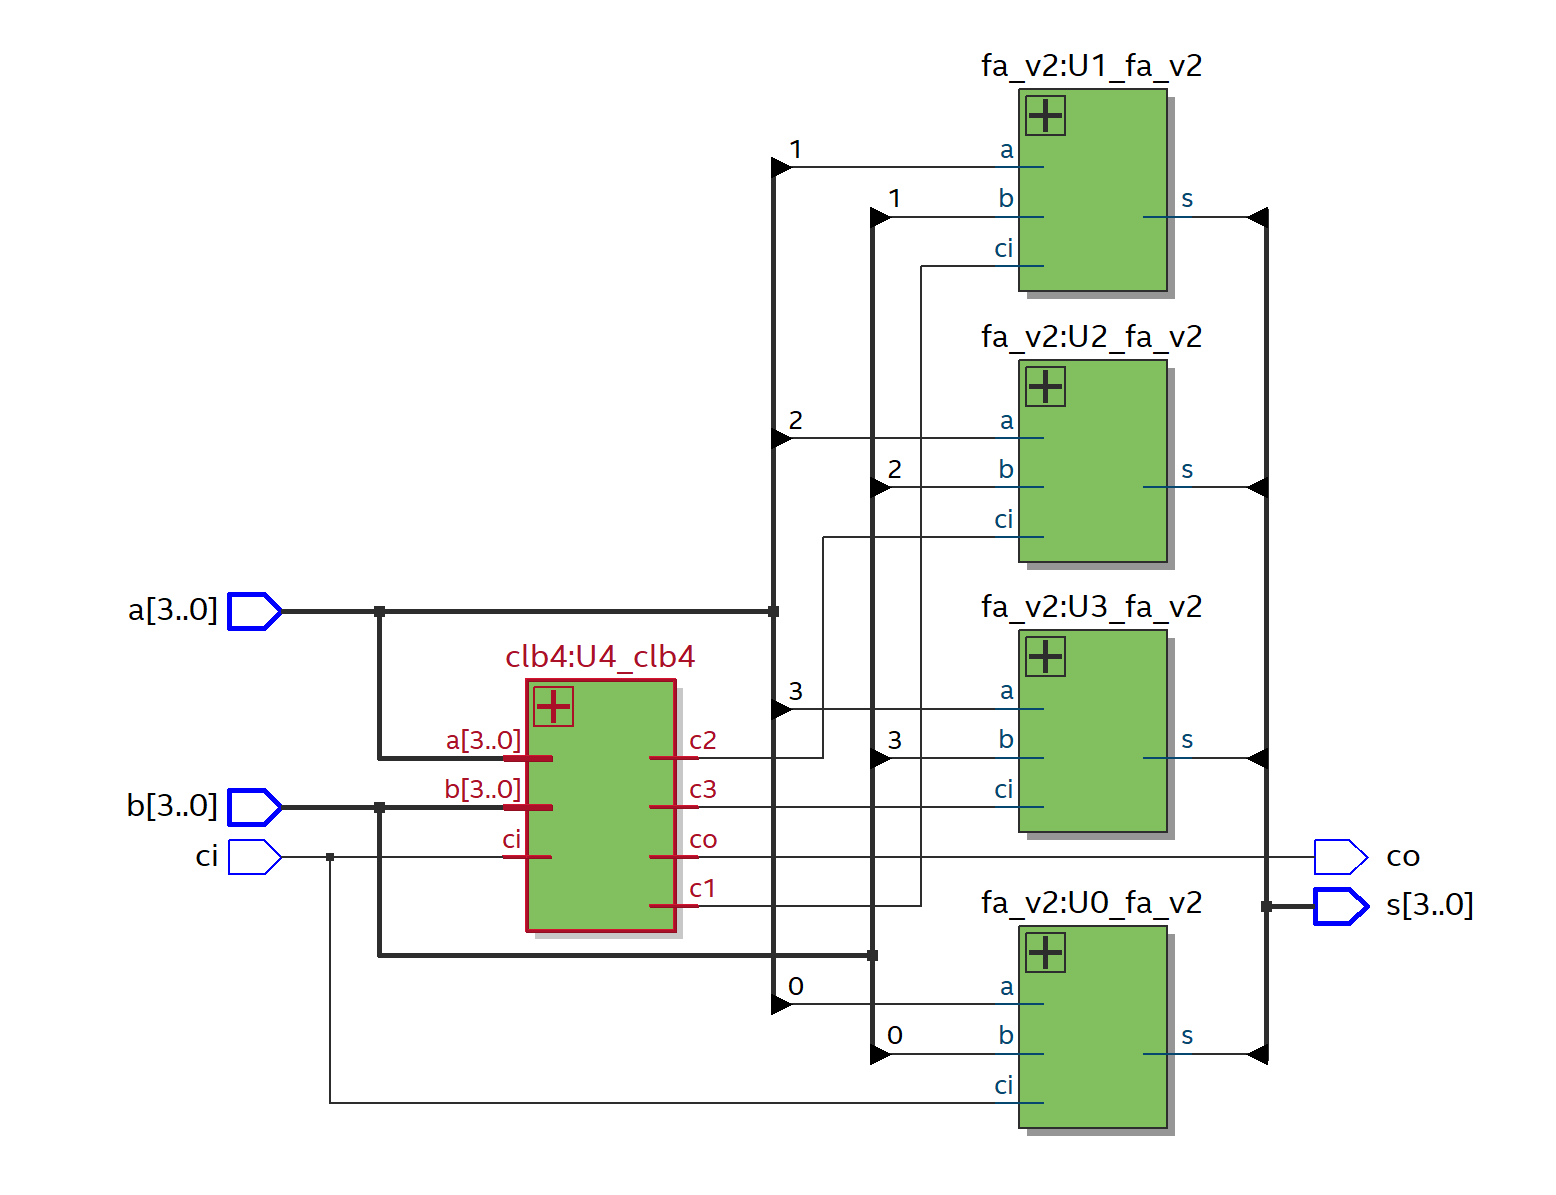 fa_v2:U1_fa_v2
1
a
1
b
s
ci
fa_v2:U2_fa_v2
2
a
2
b
s
ci
fa_v2:U3_fa_v2
a[3..0]
clb4:U4_clb4
3
a
a[3..0]
c2
3
b
s
b[3..0]
b[3..0]
c3
ci
ci
ci
co
co
c1
fa_v2:U0_fa_v2
s[3..0]
0
a
0
b
s
ci